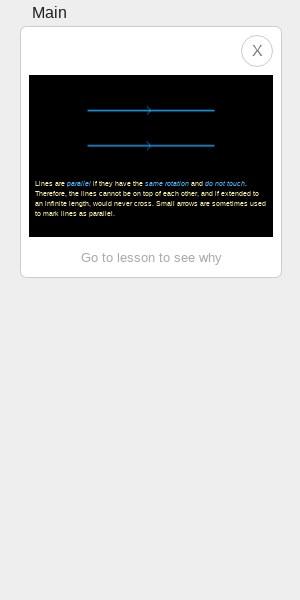 Main
X
Lines are parallel if they have the same rotation and do not touch.
Therefore, the lines cannot be on top of each other, and if extended to
an infinite length, would never cross. Small arrows are sometimes used
to mark lines as parallel.
Go to lesson to see why